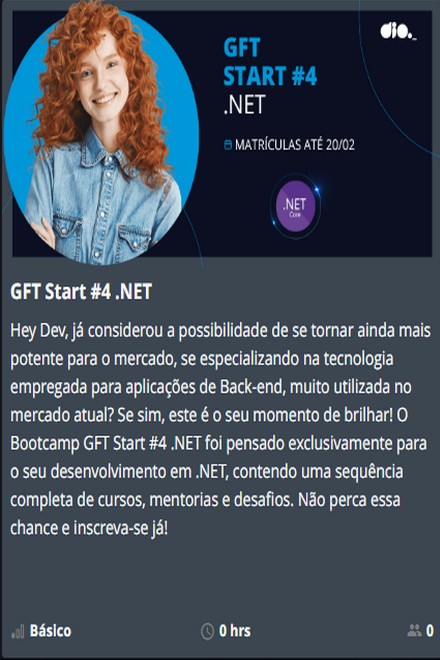 dio._
GFT
START #4
.NET
MATRÍCULAS ATÉ 20/02
.NET
Core
GFT Start #4 .NET
Hey Dev, já considerou a possibilidade de se tornar ainda mais
potente para o mercado, se especializando na tecnologia
empregada para aplicações de Back-end, muito utilizada no
mercado atual? Se sim, este é o seu momento de brilhar! O
Bootcamp GFT Start #4 .NET foi pensado exclusivamente para
o seu desenvolvimento em .NET, contendo uma sequência
completa de cursos, mentorias e desafios. Não perca essa
chance e inscreva-se já!
Básico 0 hrs 0